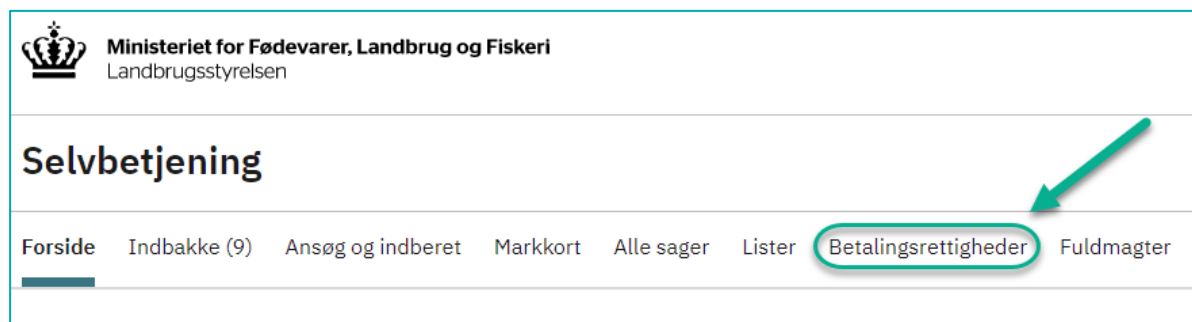 Ministeriet for Fødevarer, Landbrug og Fiskeri
Landbrugsstyrelsen
Selvbetjening
Forside Indbakke (9) Ansøg og indberet Markkort Alle sager Lister Betalingsrettigheder Fuldmagter